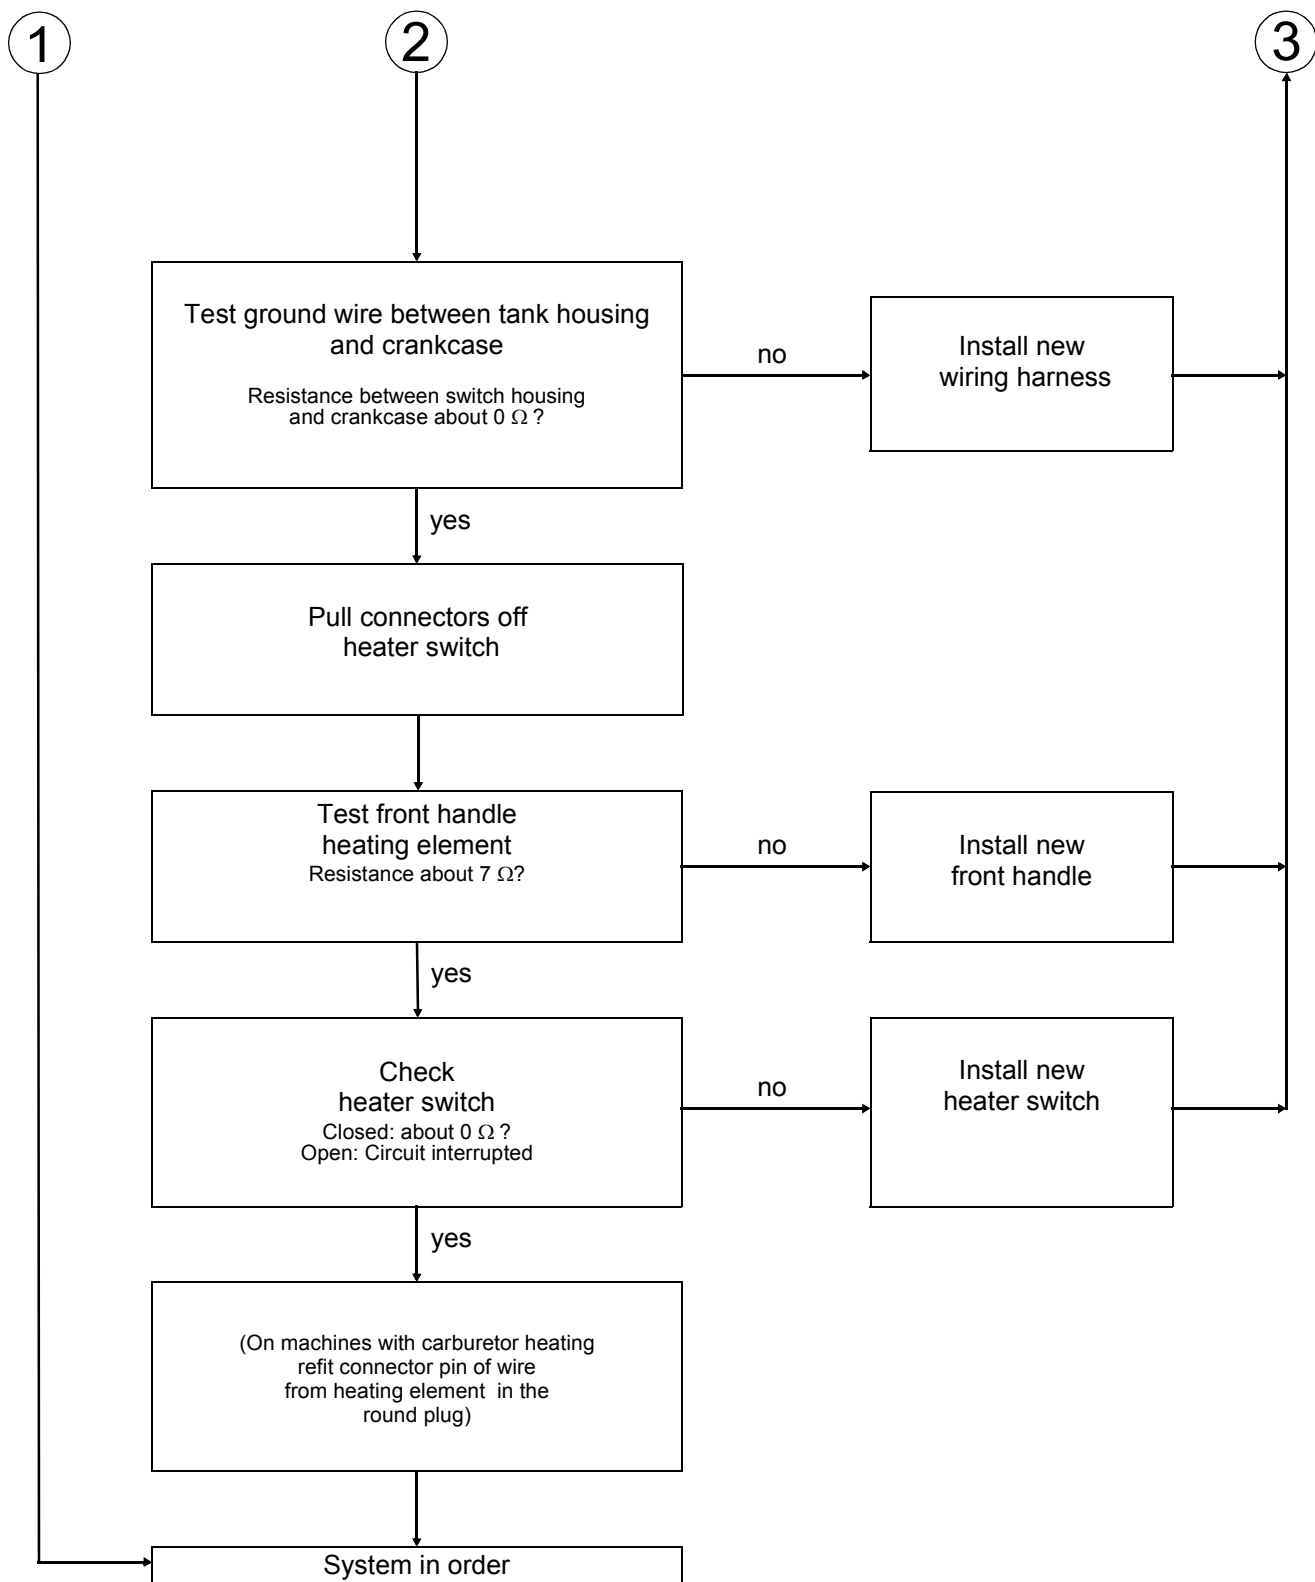 1
2
3
Test ground wire between tank housing
and crankcase
Resistance between switch housing
and crankcase about 0 Ω ?
no
Install new
wiring harness
yes
Pull connectors off
heater switch
Test front handle
heating element
Resistance about 7 Ω?
no
Install new
front handle
yes
Check
heater switch
Closed: about 0 Ω ?
Open: Circuit interrupted
no
Install new
heater switch
yes
(On machines with carburetor heating
refit connector pin of wire
from heating element in the
round plug)
System in order